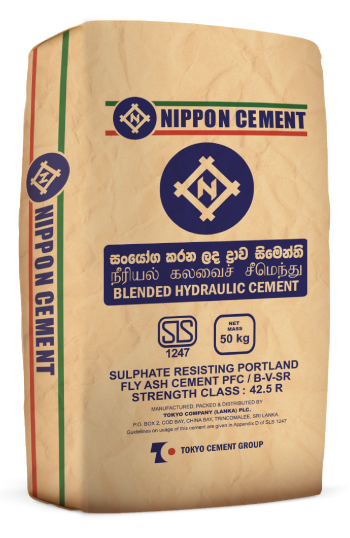 NIPPON CEMENT
N
සංයෝග කරන ලද ද්‍රාව සිමෙන්ති
நீரியல் கலவைச் சீமெந்து
BLENDED HYDRAULIC CEMENT
SLS
1247
NET
MASS
50 kg
SULPHATE RESISTING PORTLAND
FLY ASH CEMENT PFC / B-V-SR
STRENGTH CLASS : 42.5 R
MANUFACTURED, PACKED & DISTRIBUTED BY
TOKYO COMPANY (LANKA) PLC.
P.O. BOX 2, COD BAY, CHINA BAY, TRINCOMALEE, SRI LANKA.
Guidelines on usage of this cement are given in Appendix D of SLS 1247
TOKYO CEMENT GROUP
N
NIPPON CEMENT